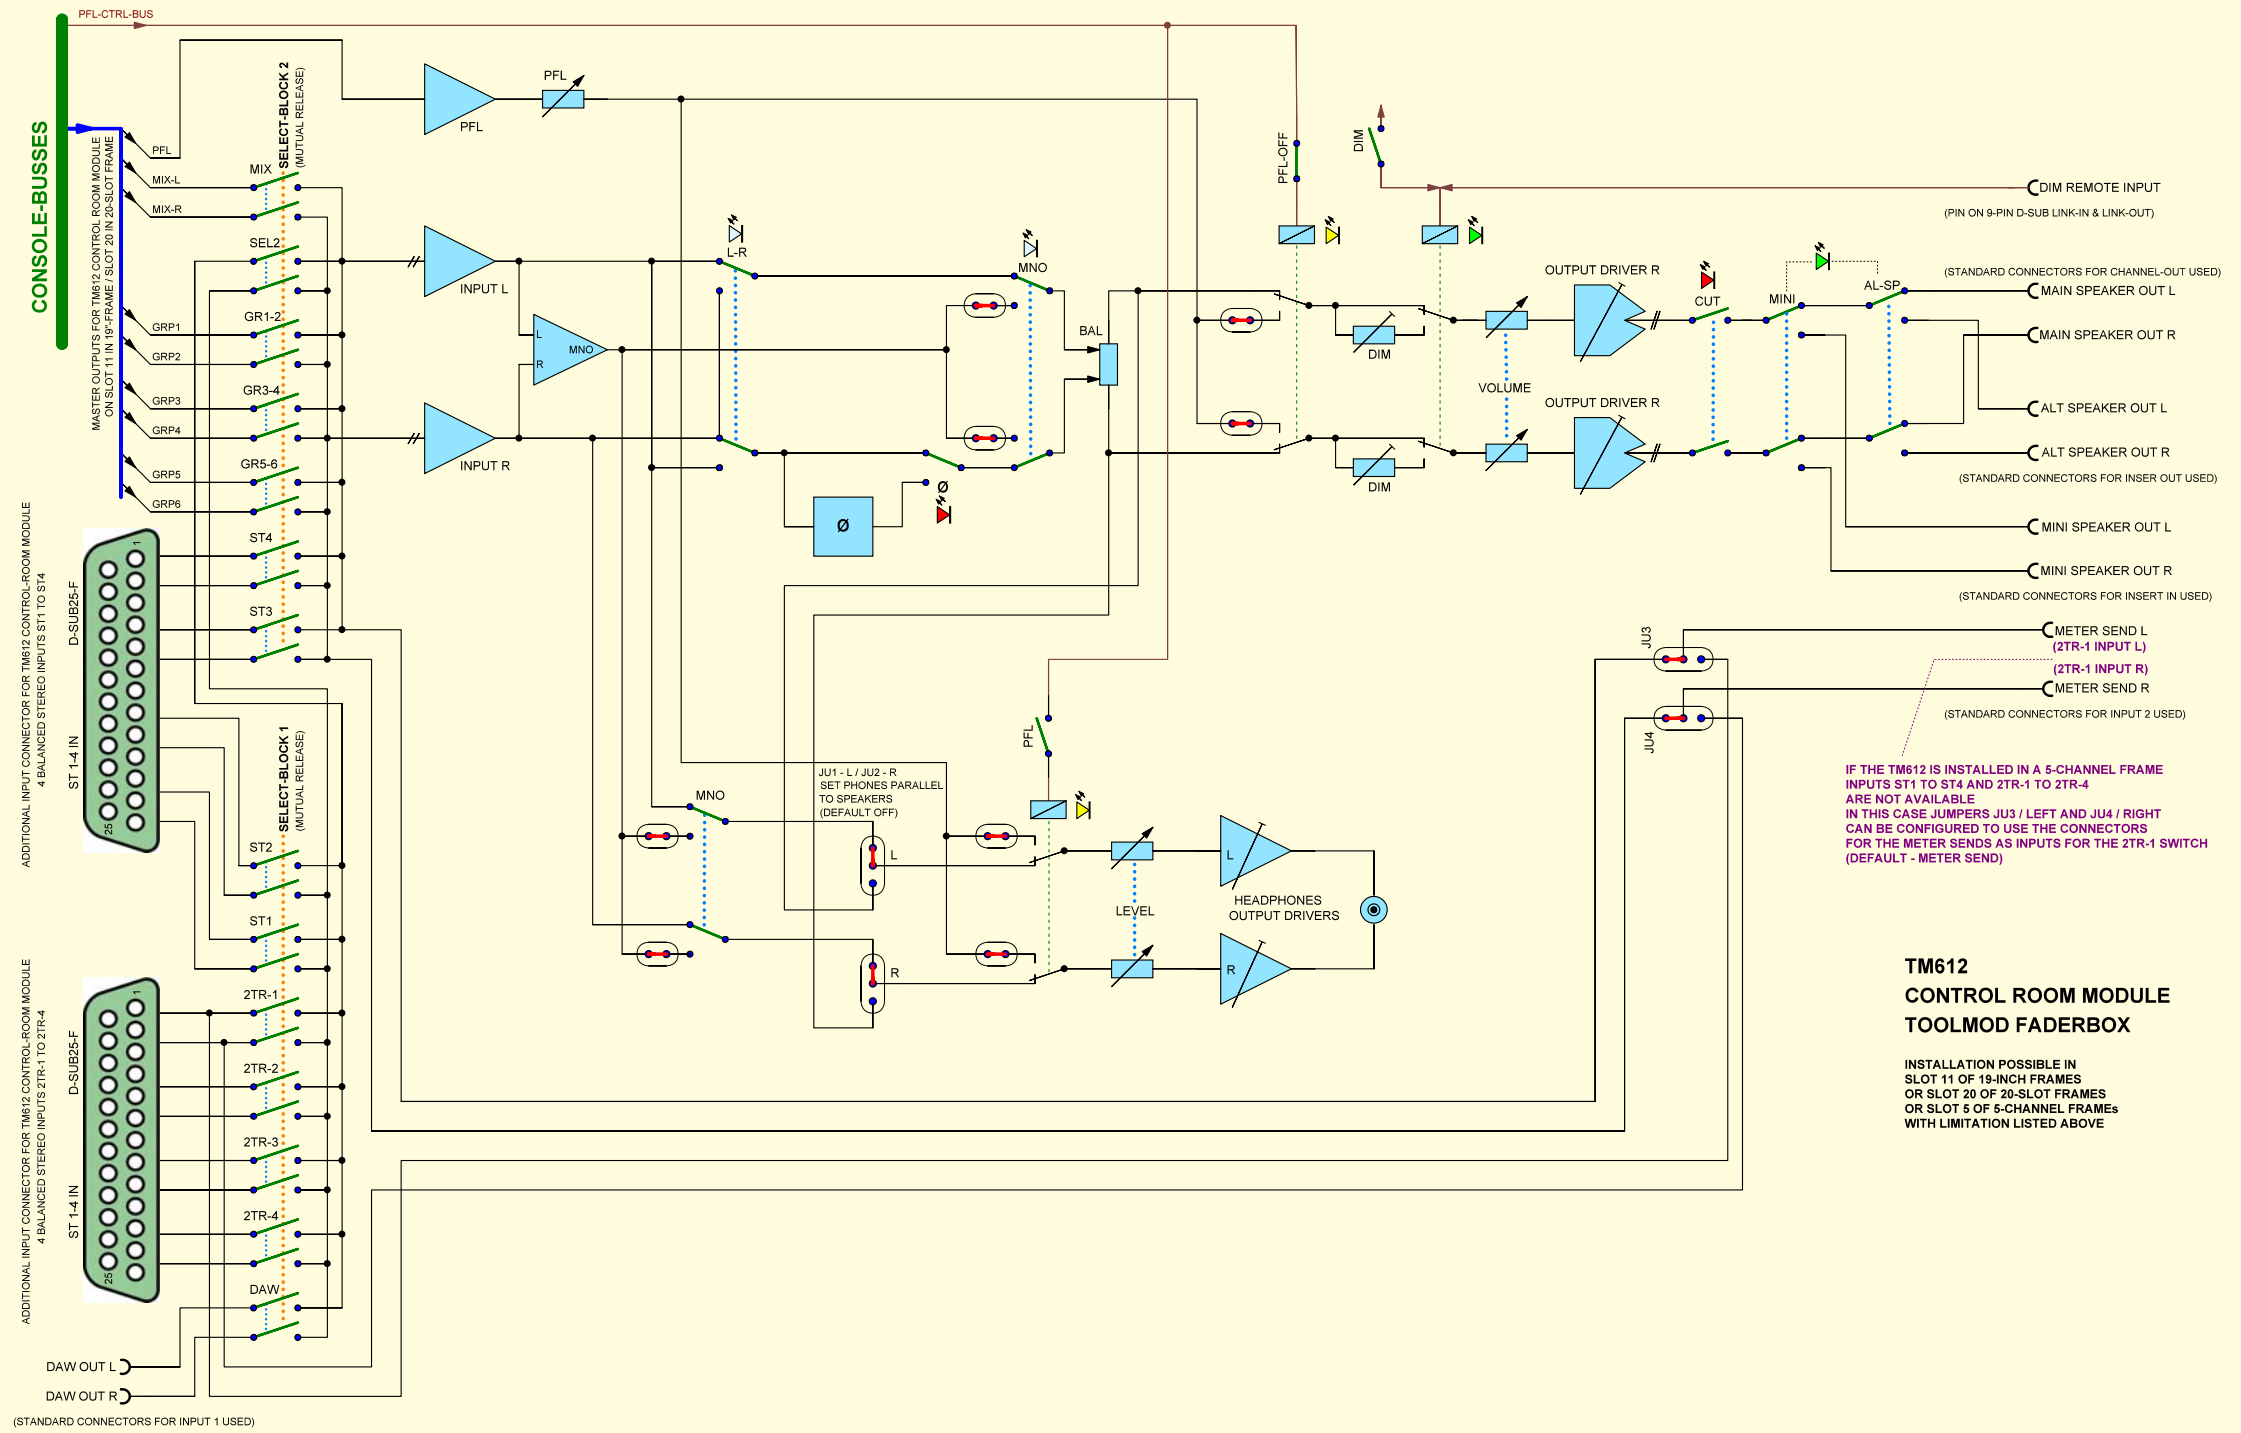 PFL-CTRL-BUS
CONSOLE-BUSSES
MASTER OUTPUTS FOR TM612 CONTROL ROOM MODULE
ON SLOT 11 IN 19"-FRAME / SLOT 20 IN 20-SLOT FRAME
PFL
MIX-L
MIX-R
GRP1
GRP2
GRP3
GRP4
GRP5
GRP6
SELECT-BLOCK 2
(MUTUAL RELEASE)
MIX
SEL2
GR1-2
GR3-4
GR5-6
ST4
ST3
ADDITIONAL INPUT CONNECTOR FOR TM612 CONTROL-ROOM MODULE
4 BALANCED STEREO INPUTS ST1 TO ST4
D-SUB25-F
ST 1-4 IN
1
25
SELECT-BLOCK 1
(MUTUAL RELEASE)
ST2
ST1
2TR-1
2TR-2
2TR-3
2TR-4
DAW
ADDITIONAL INPUT CONNECTOR FOR TM612 CONTROL-ROOM MODULE
4 BALANCED STEREO INPUTS 2TR-1 TO 2TR-4
D-SUB25-F
ST 1-4 IN
1
25
DAW OUT L
DAW OUT R
(STANDARD CONNECTORS FOR INPUT 1 USED)
PFL
PFL
INPUT L
INPUT R
L
R
MNO
L-R
MNO
Ø
Ø
BAL
PFL-OFF
DIM
DIM
DIM
VOLUME
OUTPUT DRIVER R
OUTPUT DRIVER R
CUT
MINI
AL-SP
DIM REMOTE INPUT
(PIN ON 9-PIN D-SUB LINK-IN & LINK-OUT)
(STANDARD CONNECTORS FOR CHANNEL-OUT USED)
MAIN SPEAKER OUT L
MAIN SPEAKER OUT R
ALT SPEAKER OUT L
ALT SPEAKER OUT R
(STANDARD CONNECTORS FOR INSER OUT USED)
MINI SPEAKER OUT L
MINI SPEAKER OUT R
(STANDARD CONNECTORS FOR INSERT IN USED)
JU3
METER SEND L
(2TR-1 INPUT L)
(2TR-1 INPUT R)
METER SEND R
JU4
(STANDARD CONNECTORS FOR INPUT 2 USED)
IF THE TM612 IS INSTALLED IN A 5-CHANNEL FRAME
INPUTS ST1 TO ST4 AND 2TR-1 TO 2TR-4
ARE NOT AVAILABLE
IN THIS CASE JUMPERS JU3 / LEFT AND JU4 / RIGHT
CAN BE CONFIGURED TO USE THE CONNECTORS
FOR THE METER SENDS AS INPUTS FOR THE 2TR-1 SWITCH
(DEFAULT - METER SEND)
MNO
JU1 - L / JU2 - R
SET PHONES PARALLEL
TO SPEAKERS
(DEFAULT OFF)
L
R
PFL
LEVEL
L
R
HEADPHONES
OUTPUT DRIVERS
TM612
CONTROL ROOM MODULE
TOOLMOD FADERBOX
INSTALLATION POSSIBLE IN
SLOT 11 OF 19-INCH FRAMES
OR SLOT 20 OF 20-SLOT FRAMES
OR SLOT 5 OF 5-CHANNEL FRAMEs
WITH LIMITATION LISTED ABOVE